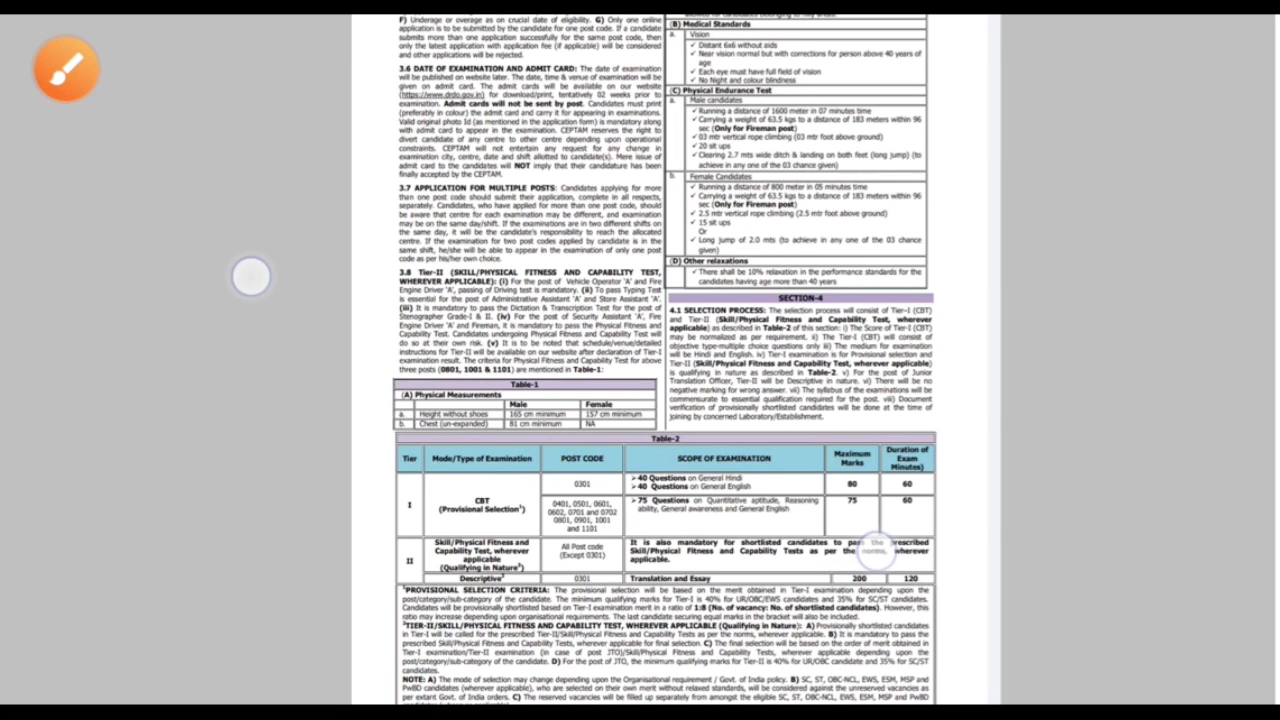 F) Underage or overage as on crucial date of eligibility. G) Only one online
application is to be submitted by the candidate for one post code. If a candidate
submits more than one application successfully for the same post code, then
only the latest application with application fee (if applicable) will be considered
and other applications will be rejected.
3.6 DATE OF EXAMINATION AND ADMIT CARD: The date of examination
will be published on website later. The date, time & venue of examination will be
given on admit card. The admit cards will be available on our website
(https://www.drdo.gov.in) for download/print, tentatively 02 weeks prior to
examination. Admit cards will not be sent by post. Candidates must print
(preferably in colour) the admit card and carry it for appearing in examinations.
Valid original photo Id (as mentioned in the application form) is mandatory along
with admit card to appear in the examination. CEPTAM reserves the right to
divert candidate of any centre to other centre depending upon operational
constraints. CEPTAM will not entertain any request for any change in
examination city, centre, date and shift allotted to candidate(s). Mere issue of
admit card to the candidates will NOT imply that their candidature has been
finally accepted by the CEPTAM.
3.7 APPLICATION FOR MULTIPLE POSTS: Candidates applying for more
than one post code should submit their application, complete in all respects,
separately. Candidates, who have applied for more than one post code, should
be aware that centre for each examination may be different, and examination
may be on the same day/shift. If the examinations are in two different shifts on
the same day, it will be the candidate's responsibility to reach the allocated
centre. If the examination for two post codes applied by candidate is in the
same shift, he/she will be able to appear in the examination of only one post
code as per his/her own choice.
3.8 Tier-II (SKILL/PHYSICAL FITNESS AND CAPABILITY TEST,
WHEREVER APPLICABLE): (i) For the post of Vehicle Operator 'A' and Fire
Engine Driver 'A', passing of Driving test is mandatory. (ii) To pass Typing Test
is essential for the post of Administrative Assistant 'A' and Store Assistant 'A'.
(iii) It is mandatory to pass the Dictation & Transcription Test for the post of
Stenographer Grade-I & II. (iv) For the post of Security Assistant 'A', Fire
Engine Driver 'A' and Fireman, it is mandatory to pass the Physical Fitness and
Capability Test. Candidates undergoing Physical Fitness and Capability Test will
do so at their own risk. (v) It is to be noted that schedule/venue/detailed
instructions for Tier-II will be available on our website after declaration of Tier-I
examination result. The criteria for Physical Fitness and Capability Test for above
three posts (0801, 1001 & 1101) are mentioned in Table-1:
Table-1
(A) Physical Measurements
Male Female
a. Height without shoes 165 cm minimum 157 cm minimum
b. Chest (un-expanded) 81 cm minimum NA
(B) Medical Standards
a. Vision
✓ Distant 6x6 without aids
✓ Near vision normal but with corrections for person above 40 years of
age
✓ Each eye must have full field of vision
✓ No Night and colour blindness
(C) Physical Endurance Test
a. Male candidates
✓ Running a distance of 1600 meter in 07 minutes time
✓ Carrying a weight of 63.5 kgs to a distance of 183 meters within 96
sec (Only for Fireman post)
✓ 03 mtr vertical rope climbing (03 mtr foot above ground)
✓ 20 sit ups
✓ Clearing 2.7 mts wide ditch & landing on both feet (long jump) (to
achieve in any one of the 03 chance given)
b. Female Candidates
✓ Running a distance of 800 meter in 05 minutes time
✓ Carrying a weight of 63.5 kgs to a distance of 183 meters within 96
sec (Only for Fireman post)
✓ 2.5 mtr vertical rope climbing (2.5 mtr foot above ground)
✓ 15 sit ups
Or
✓ Long jump of 2.0 mts (to achieve in any one of the 03 chance
given)
(D) Other relaxations
✓ There shall be 10% relaxation in the performance standards for the
candidates having age more than 40 years
SECTION-4
4.1 SELECTION PROCESS: The selection process will consist of Tier-I (CBT)
and Tier-II (Skill/Physical Fitness and Capability Test, wherever
applicable) as described in Table-2 of this section: i) The Score of Tier-I (CBT)
may be normalized as per requirement. ii) The Tier-I (CBT) will consist of
objective type-multiple choice questions only iii) The medium for examination
will be Hindi and English. iv) Tier-I examination is for Provisional selection and
Tier-II (Skill/Physical Fitness and Capability Test, wherever applicable)
is qualifying in nature as described in Table-2. v) For the post of Junior
Translation Officer, Tier-II will be Descriptive in nature. vi) There will be no
negative marking for wrong answer. vii) The syllabus of the examinations will be
commensurate to essential qualification required for the post. viii) Document
verification of provisionally shortlisted candidates will be done at the time of
joining by concerned Laboratory/Establishment.
Table-2
Tier Mode/Type of Examination POST CODE SCOPE OF EXAMINATION Maximum Marks Duration of Exam Minutes)
I CBT (Provisional Selection¹)
0301 ➢ 40 Questions on General Hindi
➢ 40 Questions on General English 80 60
0401, 0501, 0601,
0602, 0701 and 0702
0801, 0901, 1001
and 1101
➢ 75 Questions on Quantitative aptitude, Reasoning
ability, General awareness and General English 75 60
II Skill/Physical Fitness and
Capability Test, wherever
applicable
(Qualifying in Nature²)
All Post code
(Except 0301)
It is also mandatory for shortlisted candidates to pass the prescribed
Skill/Physical Fitness and Capability Tests as per the norms, wherever
applicable.
Descriptive² 0301 Translation and Essay 200 120
¹PROVISIONAL SELECTION CRITERIA: The provisional selection will be based on the merit obtained in Tier-I examination depending upon the
post/category/sub-category of the candidate. The minimum qualifying marks for Tier-I is 40% for UR/OBC/EWS candidates and 35% for SC/ST candidates.
Candidates will be provisionally shortlisted based on Tier-I examination merit in a ratio of 1:8 (No. of vacancy: No. of shortlisted candidates). However, this
ratio may increase depending upon organisational requirements. The last candidate securing equal marks in the bracket will also be included.
²TIER-II/SKILL/PHYSICAL FITNESS AND CAPABILITY TEST, WHEREVER APPLICABLE (Qualifying in Nature): A) Provisionally shortlisted candidates
in Tier-I will be called for the prescribed Tier-II/Skill/Physical Fitness and Capability Tests as per the norms, wherever applicable. B) It is mandatory to pass the
prescribed Skill/Physical Fitness and Capability Tests, wherever applicable for final selection. C) The final selection will be based on the order of merit obtained in
Tier-I examination/Tier-II examination (in case of post JTO)/Skill/Physical Fitness and Capability Tests, wherever applicable depending upon the
post/category/sub-category of the candidate. D) For the post of JTO, the minimum qualifying marks for Tier-II is 40% for UR/OBC candidate and 35% for SC/ST
candidates.
NOTE: A) The mode of selection may change depending upon the Organisational requirement / Govt. of India policy. B) SC, ST, OBC-NCL, EWS, ESM, MSP and
PwBD candidates (wherever applicable), who are selected on their own merit without relaxed standards, will be considered against the unreserved vacancies as
per extant Govt. of India orders. C) The reserved vacancies will be filled up separately from amongst the eligible SC, ST, OBC-NCL, EWS, ESM, MSP and PwBD